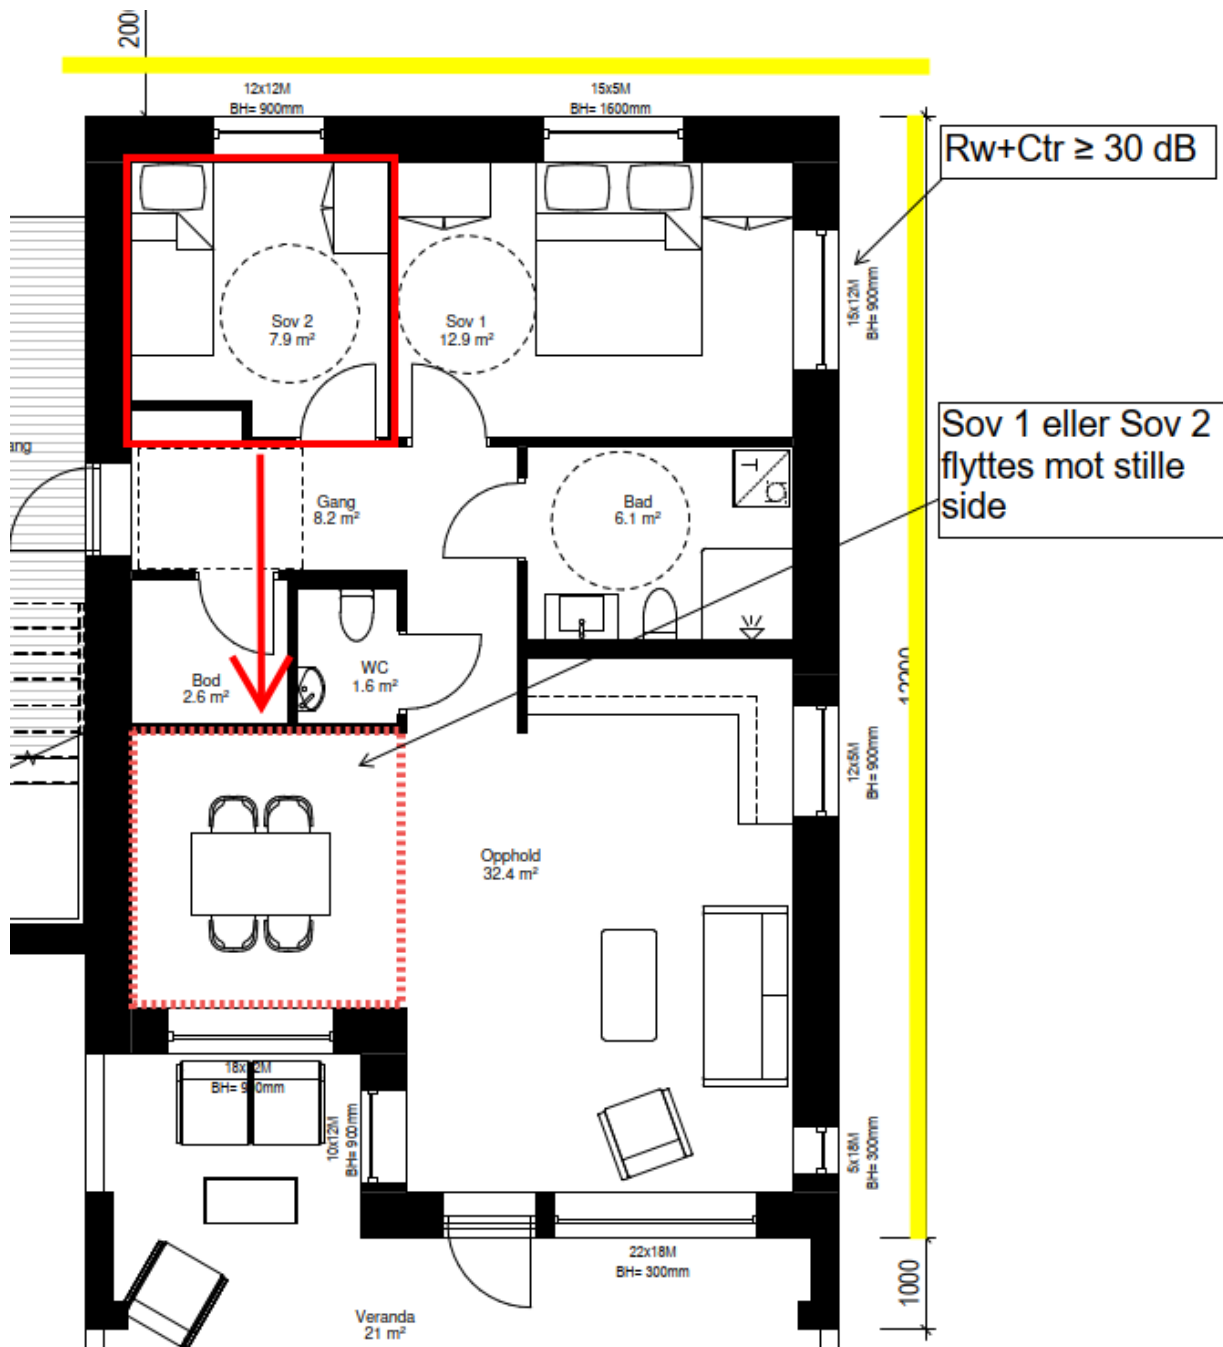 200
12x12M
BH= 900mm
15x5M
BH= 1600mm
Rw+Ctr ≥ 30 dB
15x12M
BH= 900mm
Sov 2
7.9 m²
Sov 1
12.9 m²
Sov 1 eller Sov 2
flyttes mot stille
side
ang
Gang
8.2 m²
Bad
6.1 m²
T
Bod
2.6 m²
WC
1.6 m²
12200
12x5M
BH= 900mm
Opphold
32.4 m²
BH= 900mm
10x12M
BH= 900mm
5x18M
BH= 300mm
22x18M
BH= 300mm
1000
Veranda
21 m²